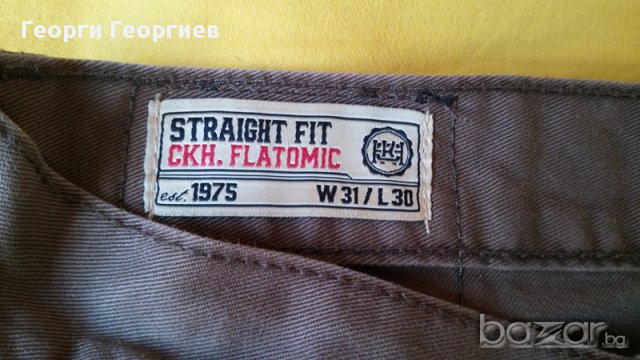 Георги Георгиев
STRAIGHT FIT
CKH. FLATOMIC
est. 1975 W 31 / L 30
bazar.bg